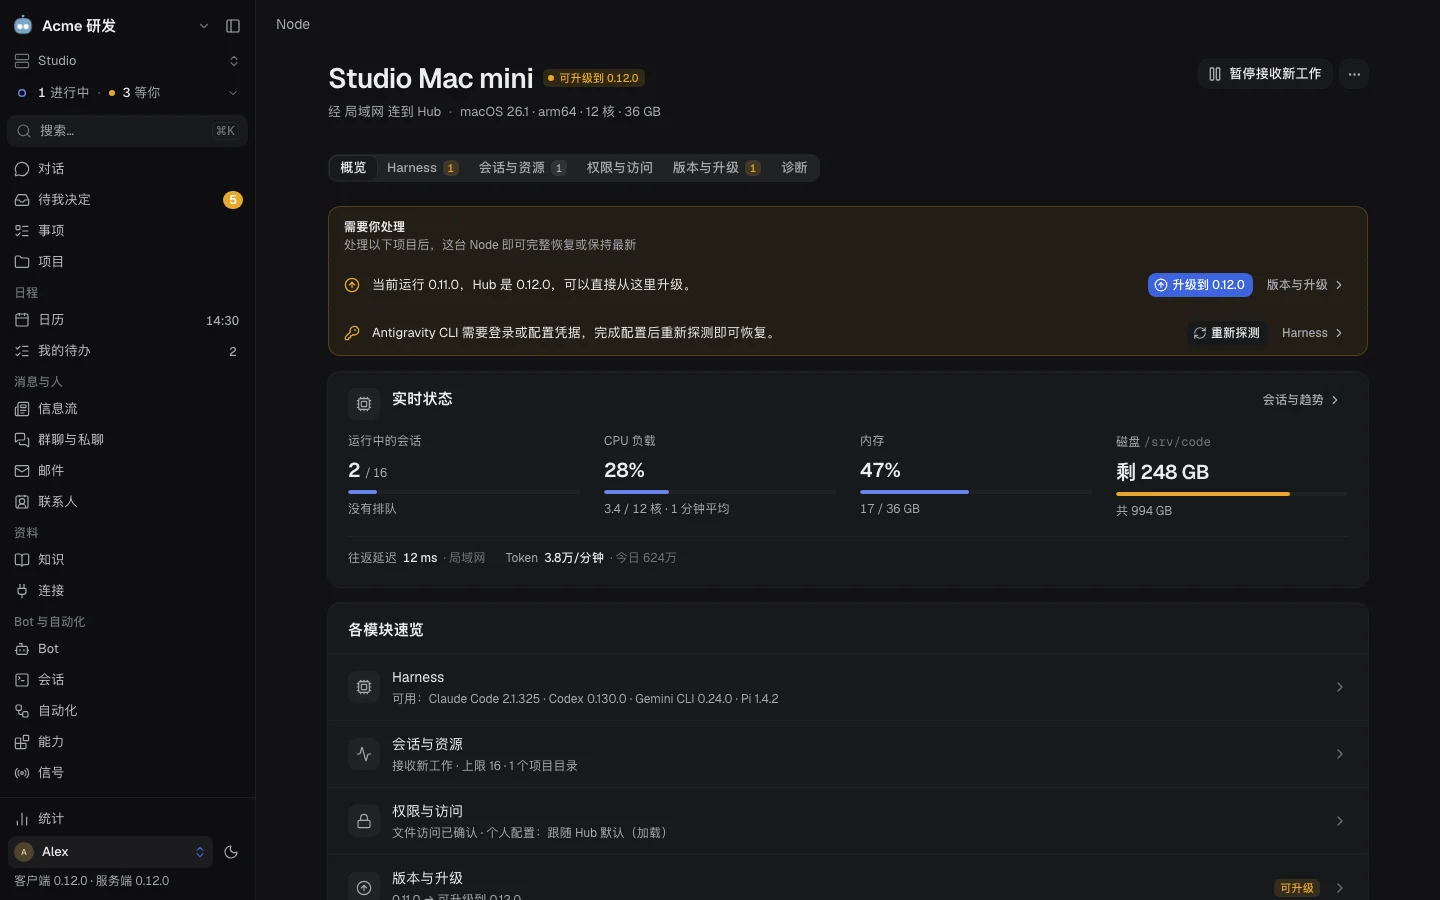 Acme 研发
Studio
1 进行中 · 3 等你
搜索... ⌘K
对话
待我决定 5
事项
项目
日程
日历 14:30
我的待办 2
消息与人
信息流
群聊与私聊
邮件
联系人
资料
知识
连接
Bot 与自动化
Bot
会话
自动化
能力
信号
统计
A Alex
客户端 0.12.0 · 服务端 0.12.0
Node
Studio Mac mini 可升级到 0.12.0
暂停接收新工作 ···
经 局域网 连到 Hub · macOS 26.1 · arm64 · 12 核 · 36 GB
概览 Harness 1 会话与资源 1 权限与访问 版本与升级 1 诊断
需要你处理
处理以下项目后，这台 Node 即可完整恢复或保持最新
当前运行 0.11.0，Hub 是 0.12.0，可以直接从这里升级。 升级到 0.12.0 版本与升级
Antigravity CLI 需要登录或配置凭据，完成配置后重新探测即可恢复。 重新探测 Harness
实时状态 会话与趋势
运行中的会话 CPU 负载 内存 磁盘 /srv/code
2 / 16 28% 47% 剩 248 GB
没有排队 3.4 / 12 核 · 1 分钟平均 17 / 36 GB 共 994 GB
往返延迟 12 ms · 局域网 Token 3.8万/分钟 · 今日 624万
各模块速览
Harness
可用：Claude Code 2.1.325 · Codex 0.130.0 · Gemini CLI 0.24.0 · Pi 1.4.2
会话与资源
接收新工作 · 上限 16 · 1 个项目目录
权限与访问
文件访问已确认 · 个人配置：跟随 Hub 默认（加载）
版本与升级 可升级
0.11.0 → 可升级到 0.12.0